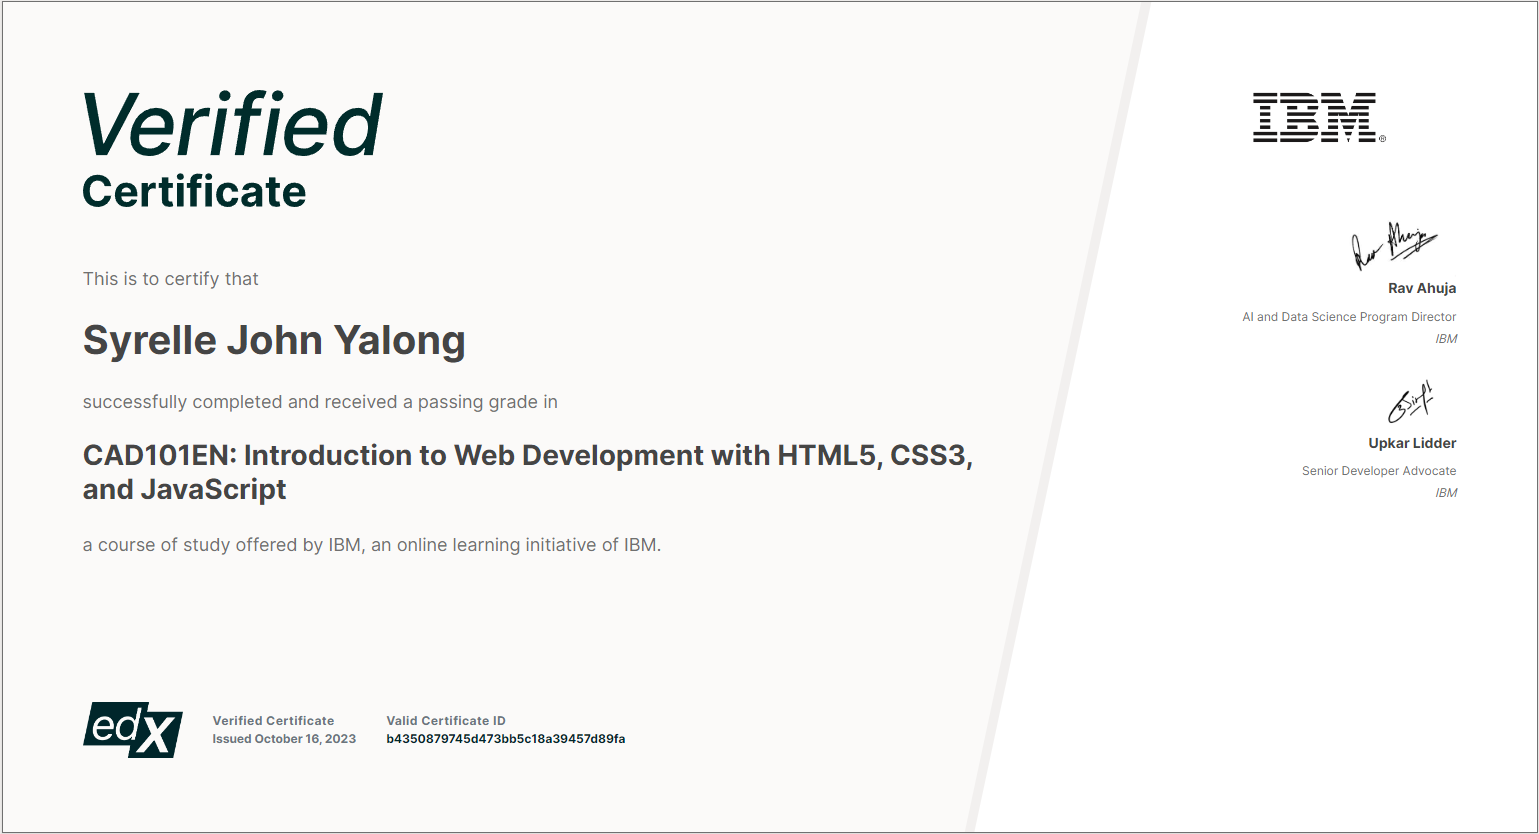 Verified
Certificate
This is to certify that
Syrelle John Yalong
successfully completed and received a passing grade in
CAD101EN: Introduction to Web Development with HTML5, CSS3,
and JavaScript
a course of study offered by IBM, an online learning initiative of IBM.
edX
Verified Certificate
Issued October 16, 2023
Valid Certificate ID
b4350879745d473bb5c18a39457d89fa
IBM®
Rav Ahuja
Rav Ahuja
AI and Data Science Program Director
IBM
Upkar Lidder
Senior Developer Advocate
IBM